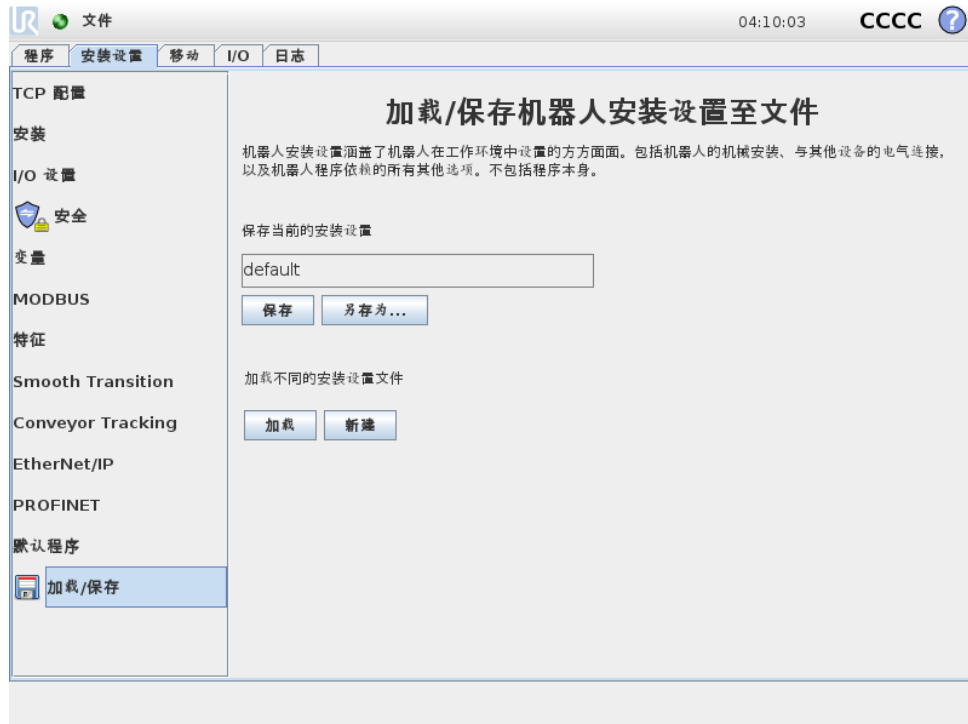 UR 文件 04:10:03 CCCC ?
程序 安装设置 移动 I/O 日志
TCP 配置
安装
I/O 设置
安全
变量
MODBUS
特征
Smooth Transition
Conveyor Tracking
EtherNet/IP
PROFINET
默认程序
加载/保存
加载/保存机器人安装设置至文件
机器人安装设置涵盖了机器人在工作环境中设置的方方面面。包括机器人的机械安装、与其他设备的电气连接,
以及机器人程序依赖的所有其他选项。不包括程序本身。
保存当前的安装设置
default
保存 另存为...
加载不同的安装设置文件
加载 新建